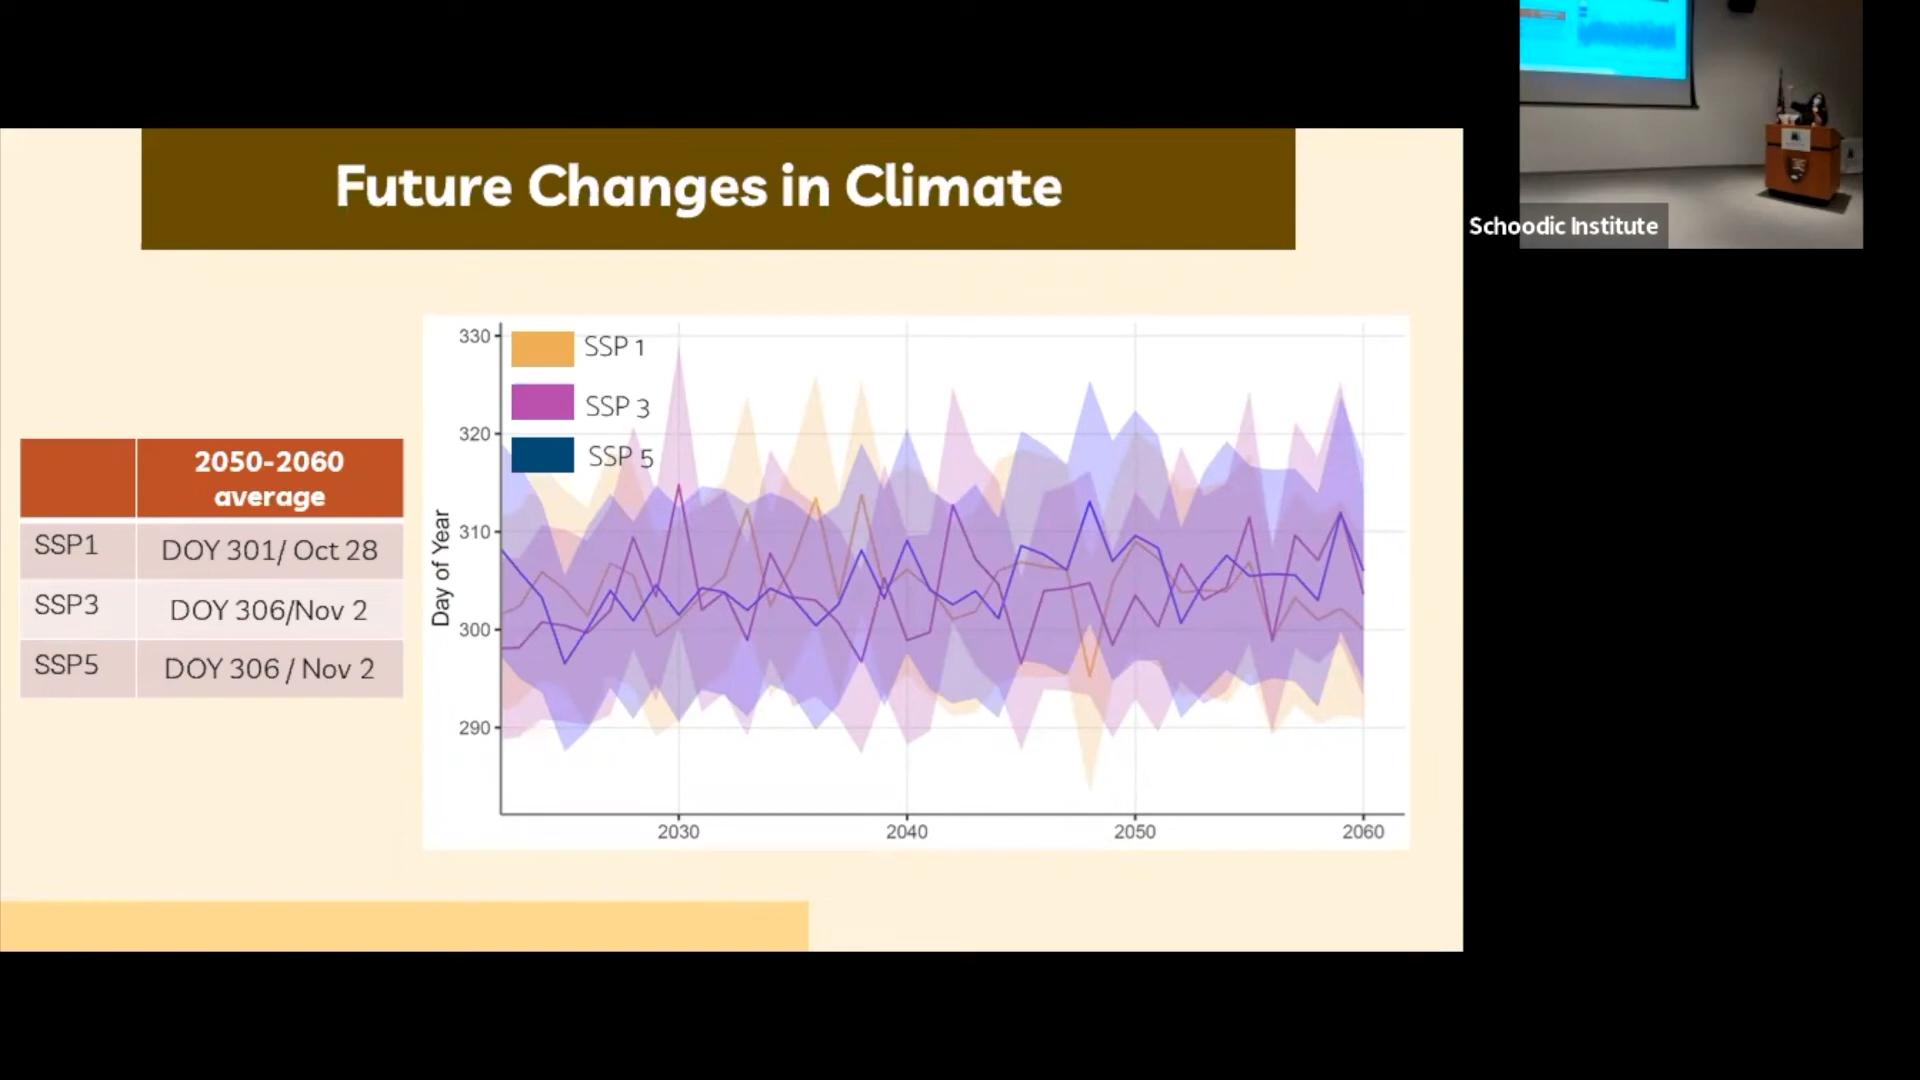 Future Changes in Climate
Schoodic Institute
2050-2060
average
SSP1
DOY 301/ Oct 28
SSP3
DOY 306/Nov 2
SSP5
DOY 306 / Nov 2
SSP 1
SSP 3
SSP 5
Day of Year
330
320
310
300
290
2030
2040
2050
2060